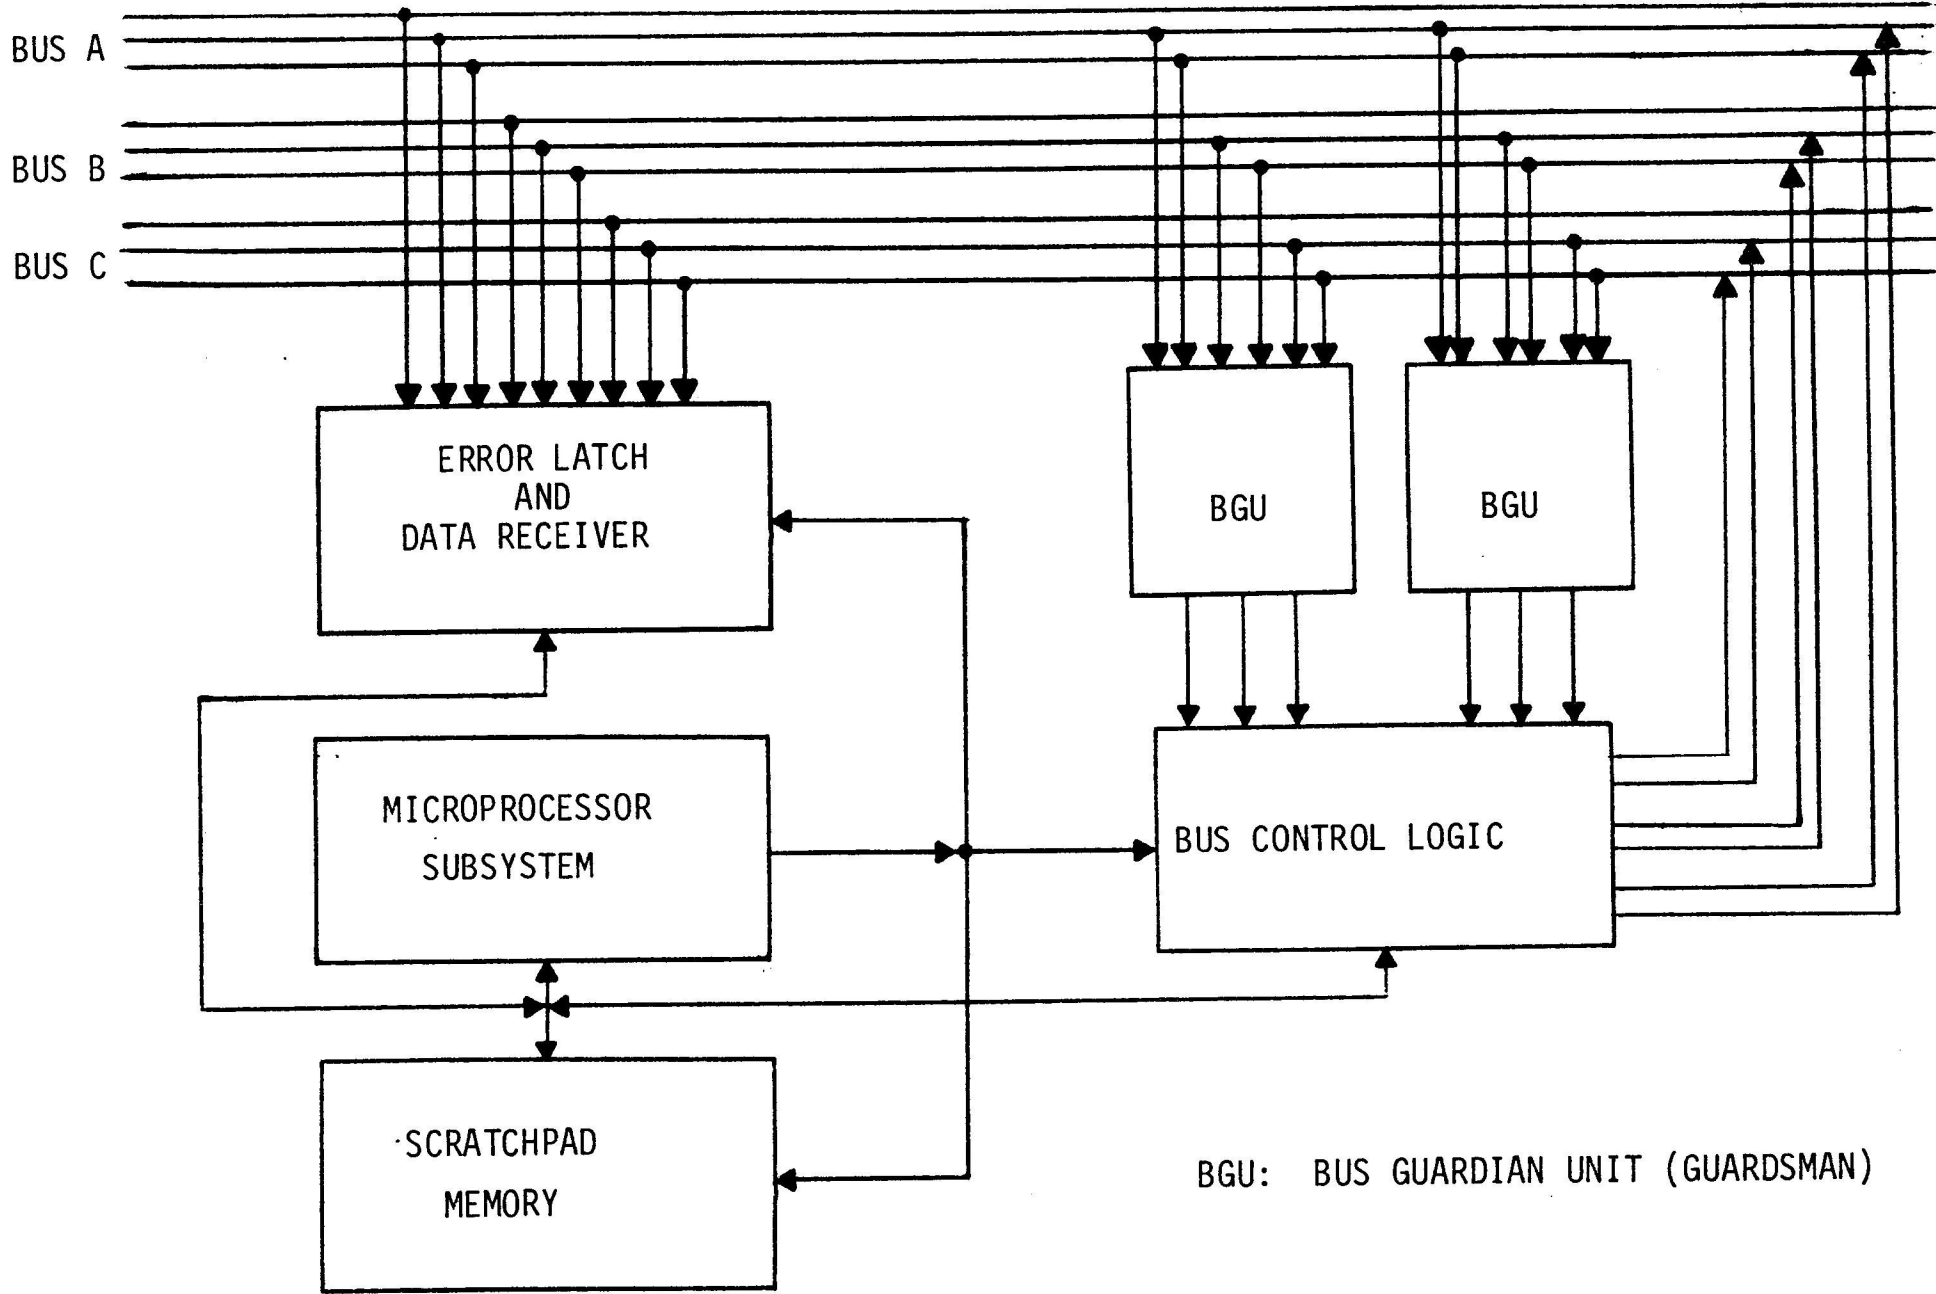 BUS A
BUS B
BUS C
ERROR LATCH
AND
DATA RECEIVER
BGU
BGU
MICROPROCESSOR
SUBSYSTEM
BUS CONTROL LOGIC
SCRATCHPAD
MEMORY
BGU: BUS GUARDIAN UNIT (GUARDSMAN)